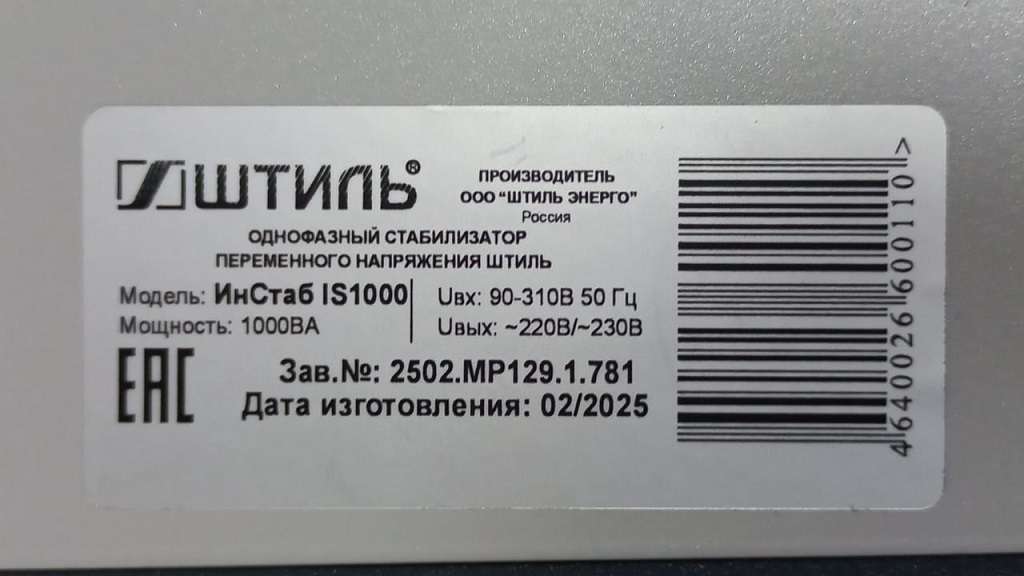 ШТИЛЬ®
ПРОИЗВОДИТЕЛЬ
ООО "ШТИЛЬ ЭНЕРГО"
Россия
ОДНОФАЗНЫЙ СТАБИЛИЗАТОР
ПЕРЕМЕННОГО НАПРЯЖЕНИЯ ШТИЛЬ
Модель: ИнСтаб IS1000
Мощность: 1000ВА
Uвх: 90-310В 50 Гц
Uвых: ~220В/~230В
EAC
Зав.№: 2502.МР129.1.781
Дата изготовления: 02/2025
4640026600110>